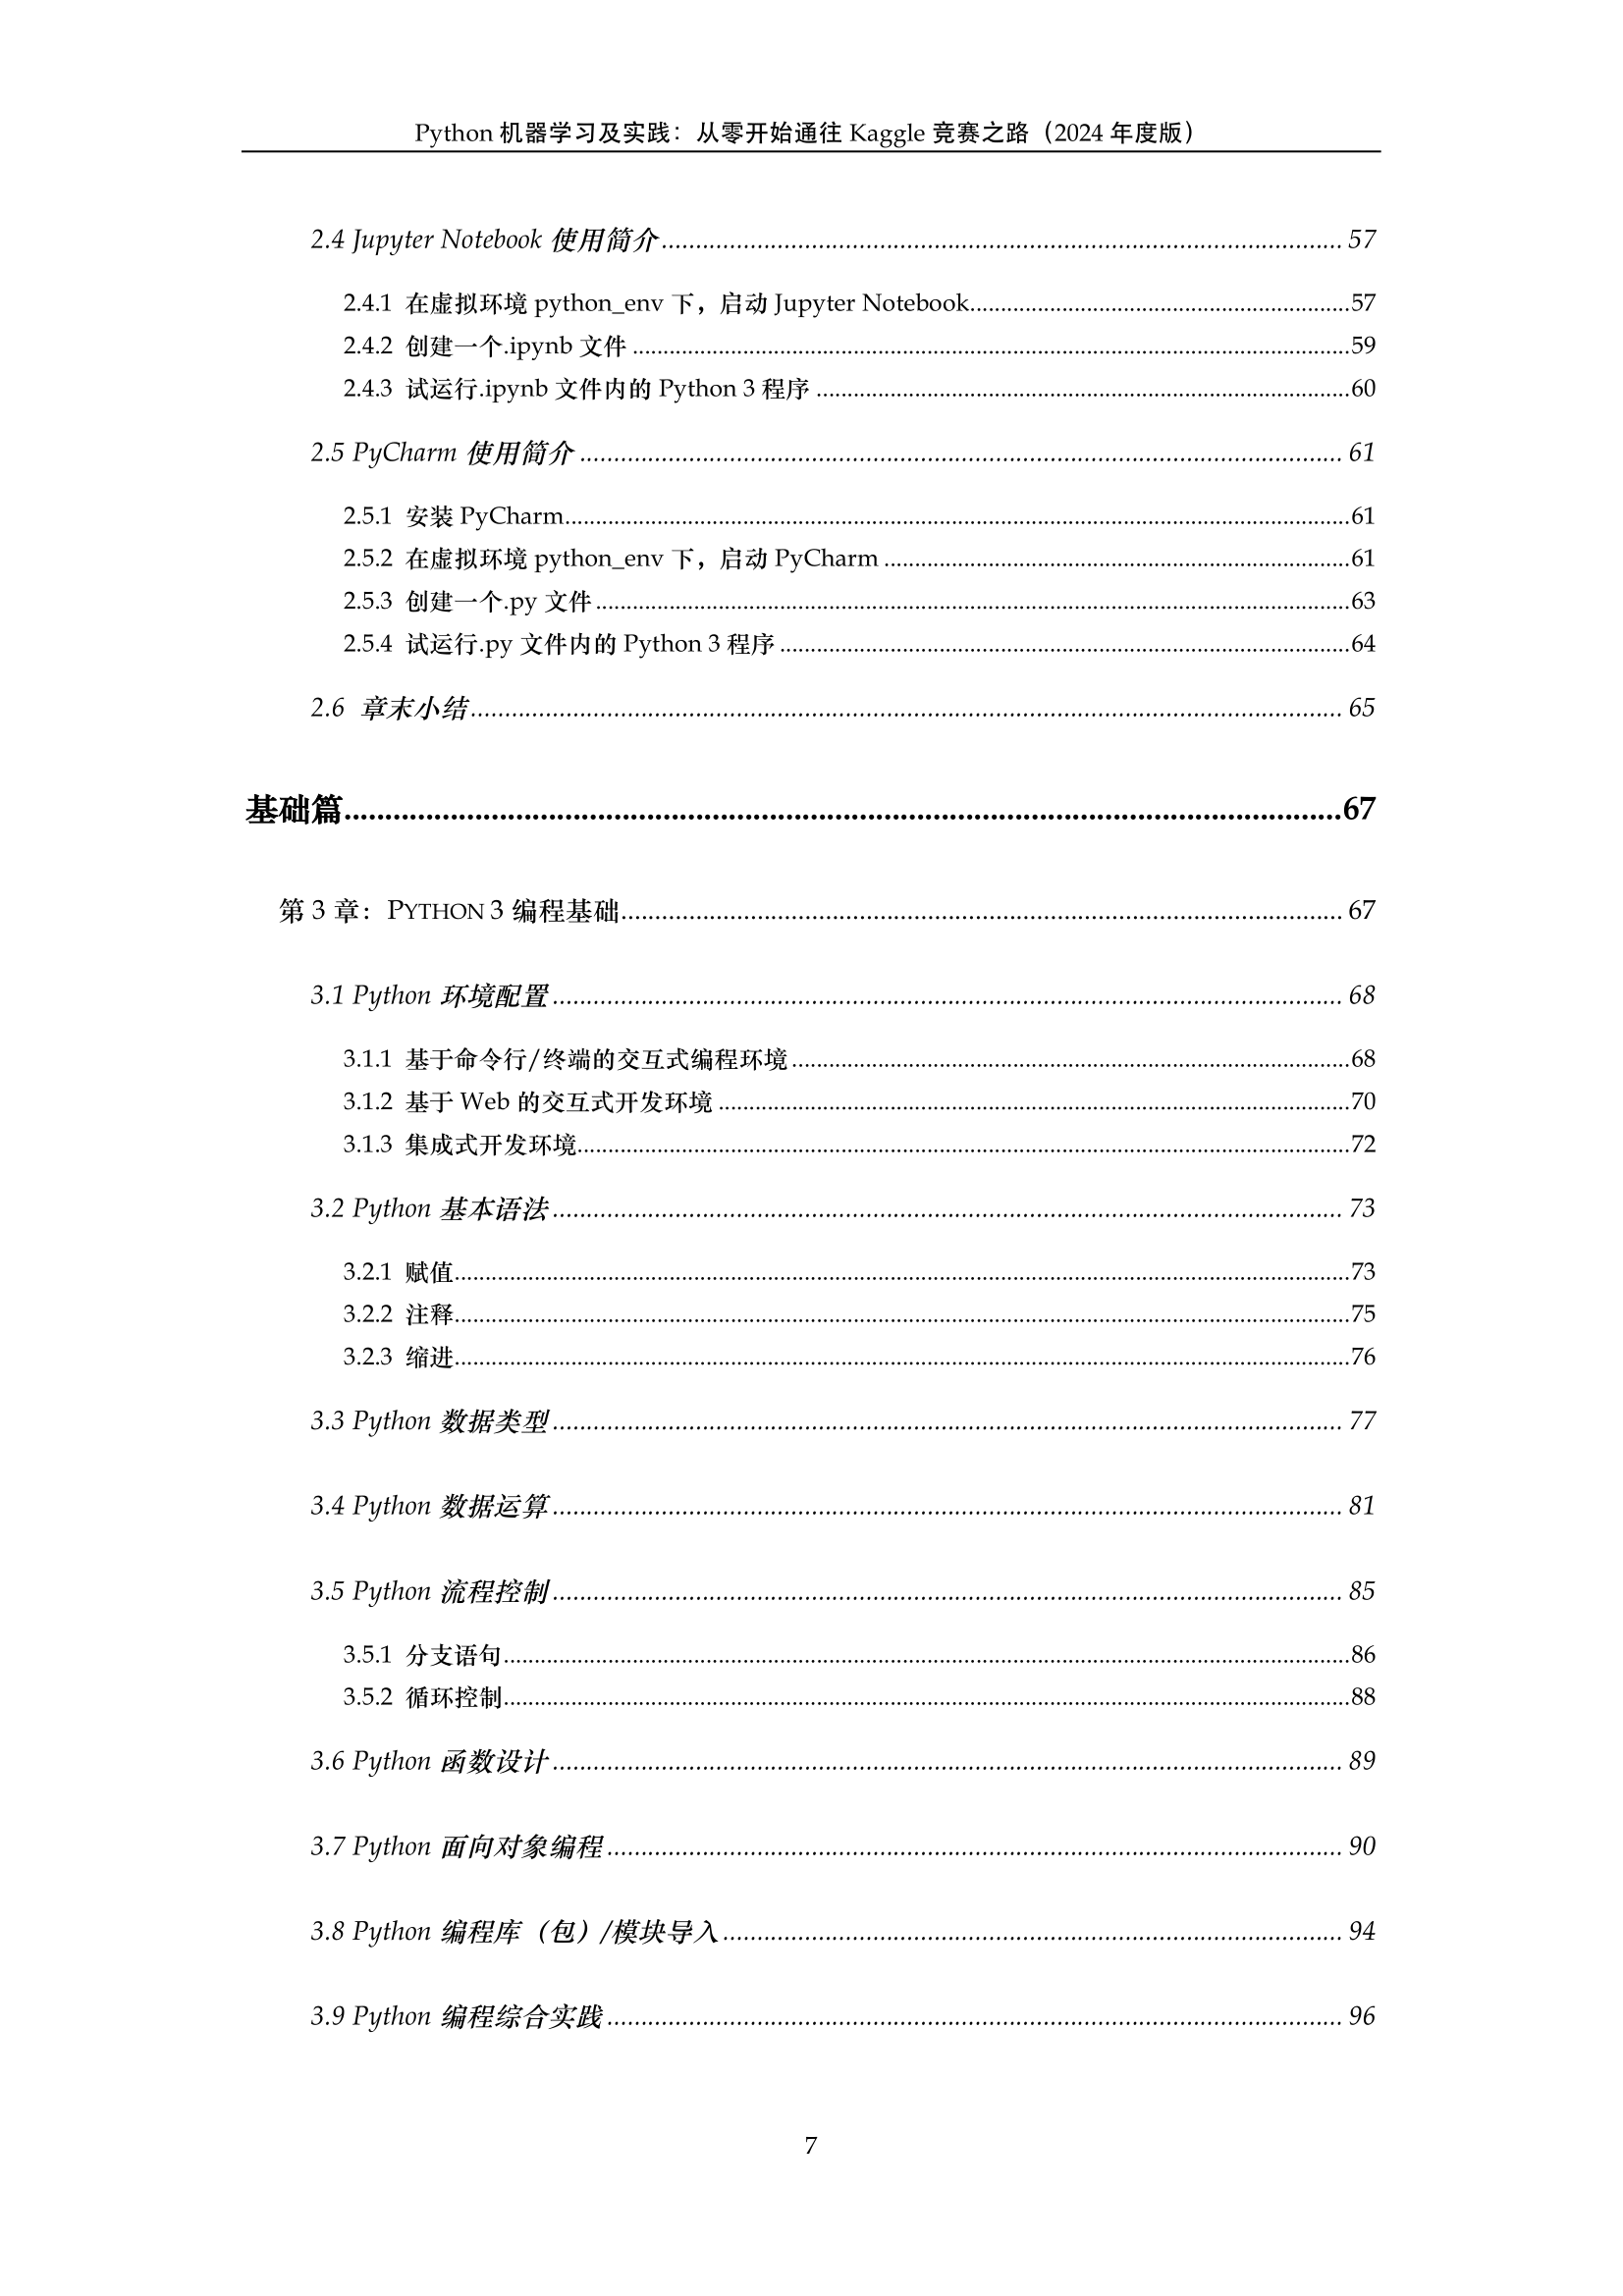 Python 机器学习及实践：从零开始通往 Kaggle 竞赛之路（2024 年度版）
2.4 Jupyter Notebook 使用简介 57
2.4.1 在虚拟环境 python_env 下，启动 Jupyter Notebook 57
2.4.2 创建一个.ipynb 文件 59
2.4.3 试运行.ipynb 文件内的 Python 3 程序 60
2.5 PyCharm 使用简介 61
2.5.1 安装 PyCharm 61
2.5.2 在虚拟环境 python_env 下，启动 PyCharm 61
2.5.3 创建一个.py 文件 63
2.5.4 试运行.py 文件内的 Python 3 程序 64
2.6 章末小结 65
基础篇 67
第 3 章：PYTHON 3 编程基础 67
3.1 Python 环境配置 68
3.1.1 基于命令行/终端的交互式编程环境 68
3.1.2 基于 Web 的交互式开发环境 70
3.1.3 集成式开发环境 72
3.2 Python 基本语法 73
3.2.1 赋值 73
3.2.2 注释 75
3.2.3 缩进 76
3.3 Python 数据类型 77
3.4 Python 数据运算 81
3.5 Python 流程控制 85
3.5.1 分支语句 86
3.5.2 循环控制 88
3.6 Python 函数设计 89
3.7 Python 面向对象编程 90
3.8 Python 编程库（包）/模块导入 94
3.9 Python 编程综合实践 96
7